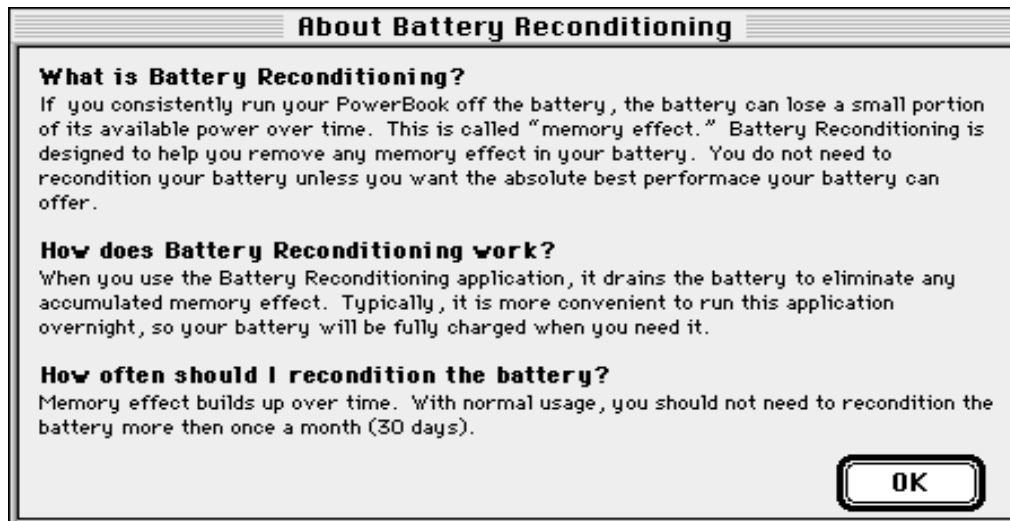 About Battery Reconditioning
What is Battery Reconditioning?
If you consistently run your PowerBook off the battery, the battery can lose a small portion
of its available power over time. This is called “memory effect.” Battery Reconditioning is
designed to help you remove any memory effect in your battery. You do not need to
recondition your battery unless you want the absolute best performace your battery can
offer.
How does Battery Reconditioning work?
When you use the Battery Reconditioning application, it drains the battery to eliminate any
accumulated memory effect. Typically, it is more convenient to run this application
overnight, so your battery will be fully charged when you need it.
How often should I recondition the battery?
Memory effect builds up over time. With normal usage, you should not need to recondition the
battery more then once a month (30 days).
OK